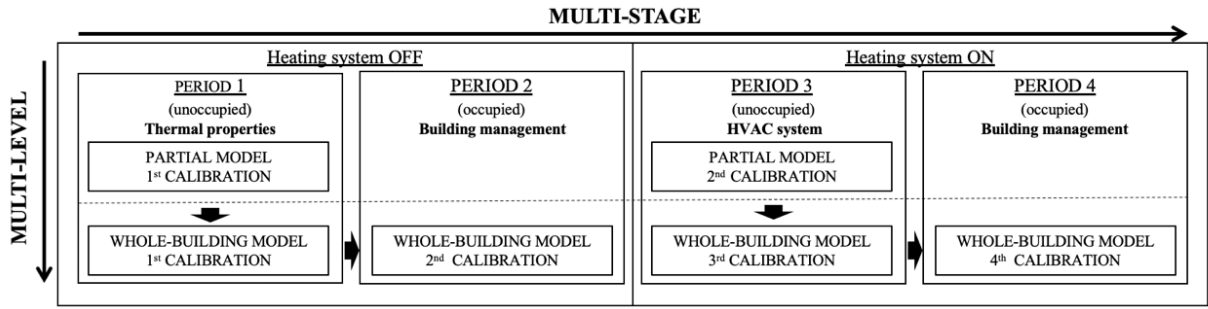 MULTI-STAGE
MULTI-LEVEL
Heating system OFF
PERIOD 1
(unoccupied)
Thermal properties
PARTIAL MODEL
1st CALIBRATION
WHOLE-BUILDING MODEL
1st CALIBRATION
PERIOD 2
(occupied)
Building management
WHOLE-BUILDING MODEL
2nd CALIBRATION
Heating system ON
PERIOD 3
(unoccupied)
HVAC system
PARTIAL MODEL
2nd CALIBRATION
WHOLE-BUILDING MODEL
3rd CALIBRATION
PERIOD 4
(occupied)
Building management
WHOLE-BUILDING MODEL
4th CALIBRATION